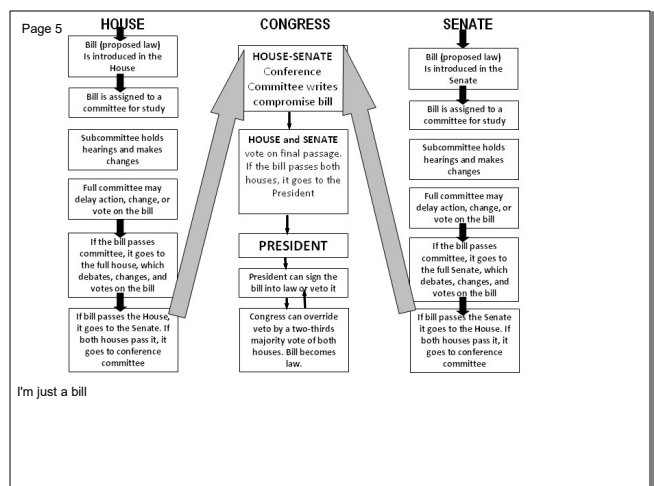 Page 5
HOUSE
Bill (proposed law)
Is introduced in the
House
Bill is assigned to a
committee for study
Subcommittee holds
hearings and makes
changes
Full committee may
delay action, change, or
vote on the bill
If the bill passes
committee, it goes to
the full house, which
debates, changes, and
votes on the bill
If bill passes the House,
it goes to the Senate. If
both houses pass it, it
goes to conference
committee
CONGRESS
HOUSE-SENATE
Conference
Committee writes
compromise bill
HOUSE and SENATE
vote on final passage.
If the bill passes both
houses, it goes to the
President
PRESIDENT
President can sign the
bill into law or veto it
Congress can override
veto by a two-thirds
majority vote of both
houses. Bill becomes
law.
SENATE
Bill (proposed law)
Is introduced in the
Senate
Bill is assigned to a
committee for study
Subcommittee holds
hearings and makes
changes
Full committee may
delay action, change, or
vote on the bill
If the bill passes
committee, it goes to
the full Senate, which
debates, changes, and
votes on the bill
If bill passes the Senate
it goes to the House. If
both houses pass it, it
goes to conference
committee
I'm just a bill